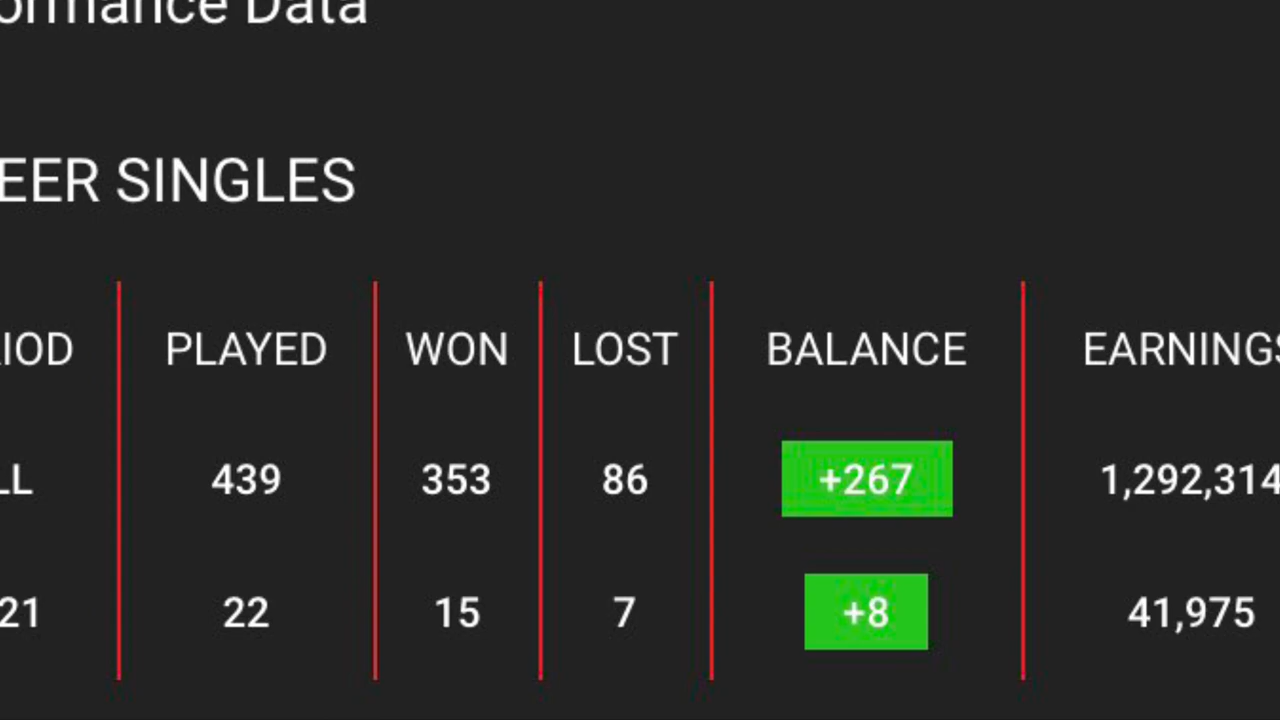 ormance Data
EER SINGLES
IOD PLAYED WON LOST BALANCE EARNINGS
LL 439 353 86 +267 1,292,314
21 22 15 7 +8 41,975